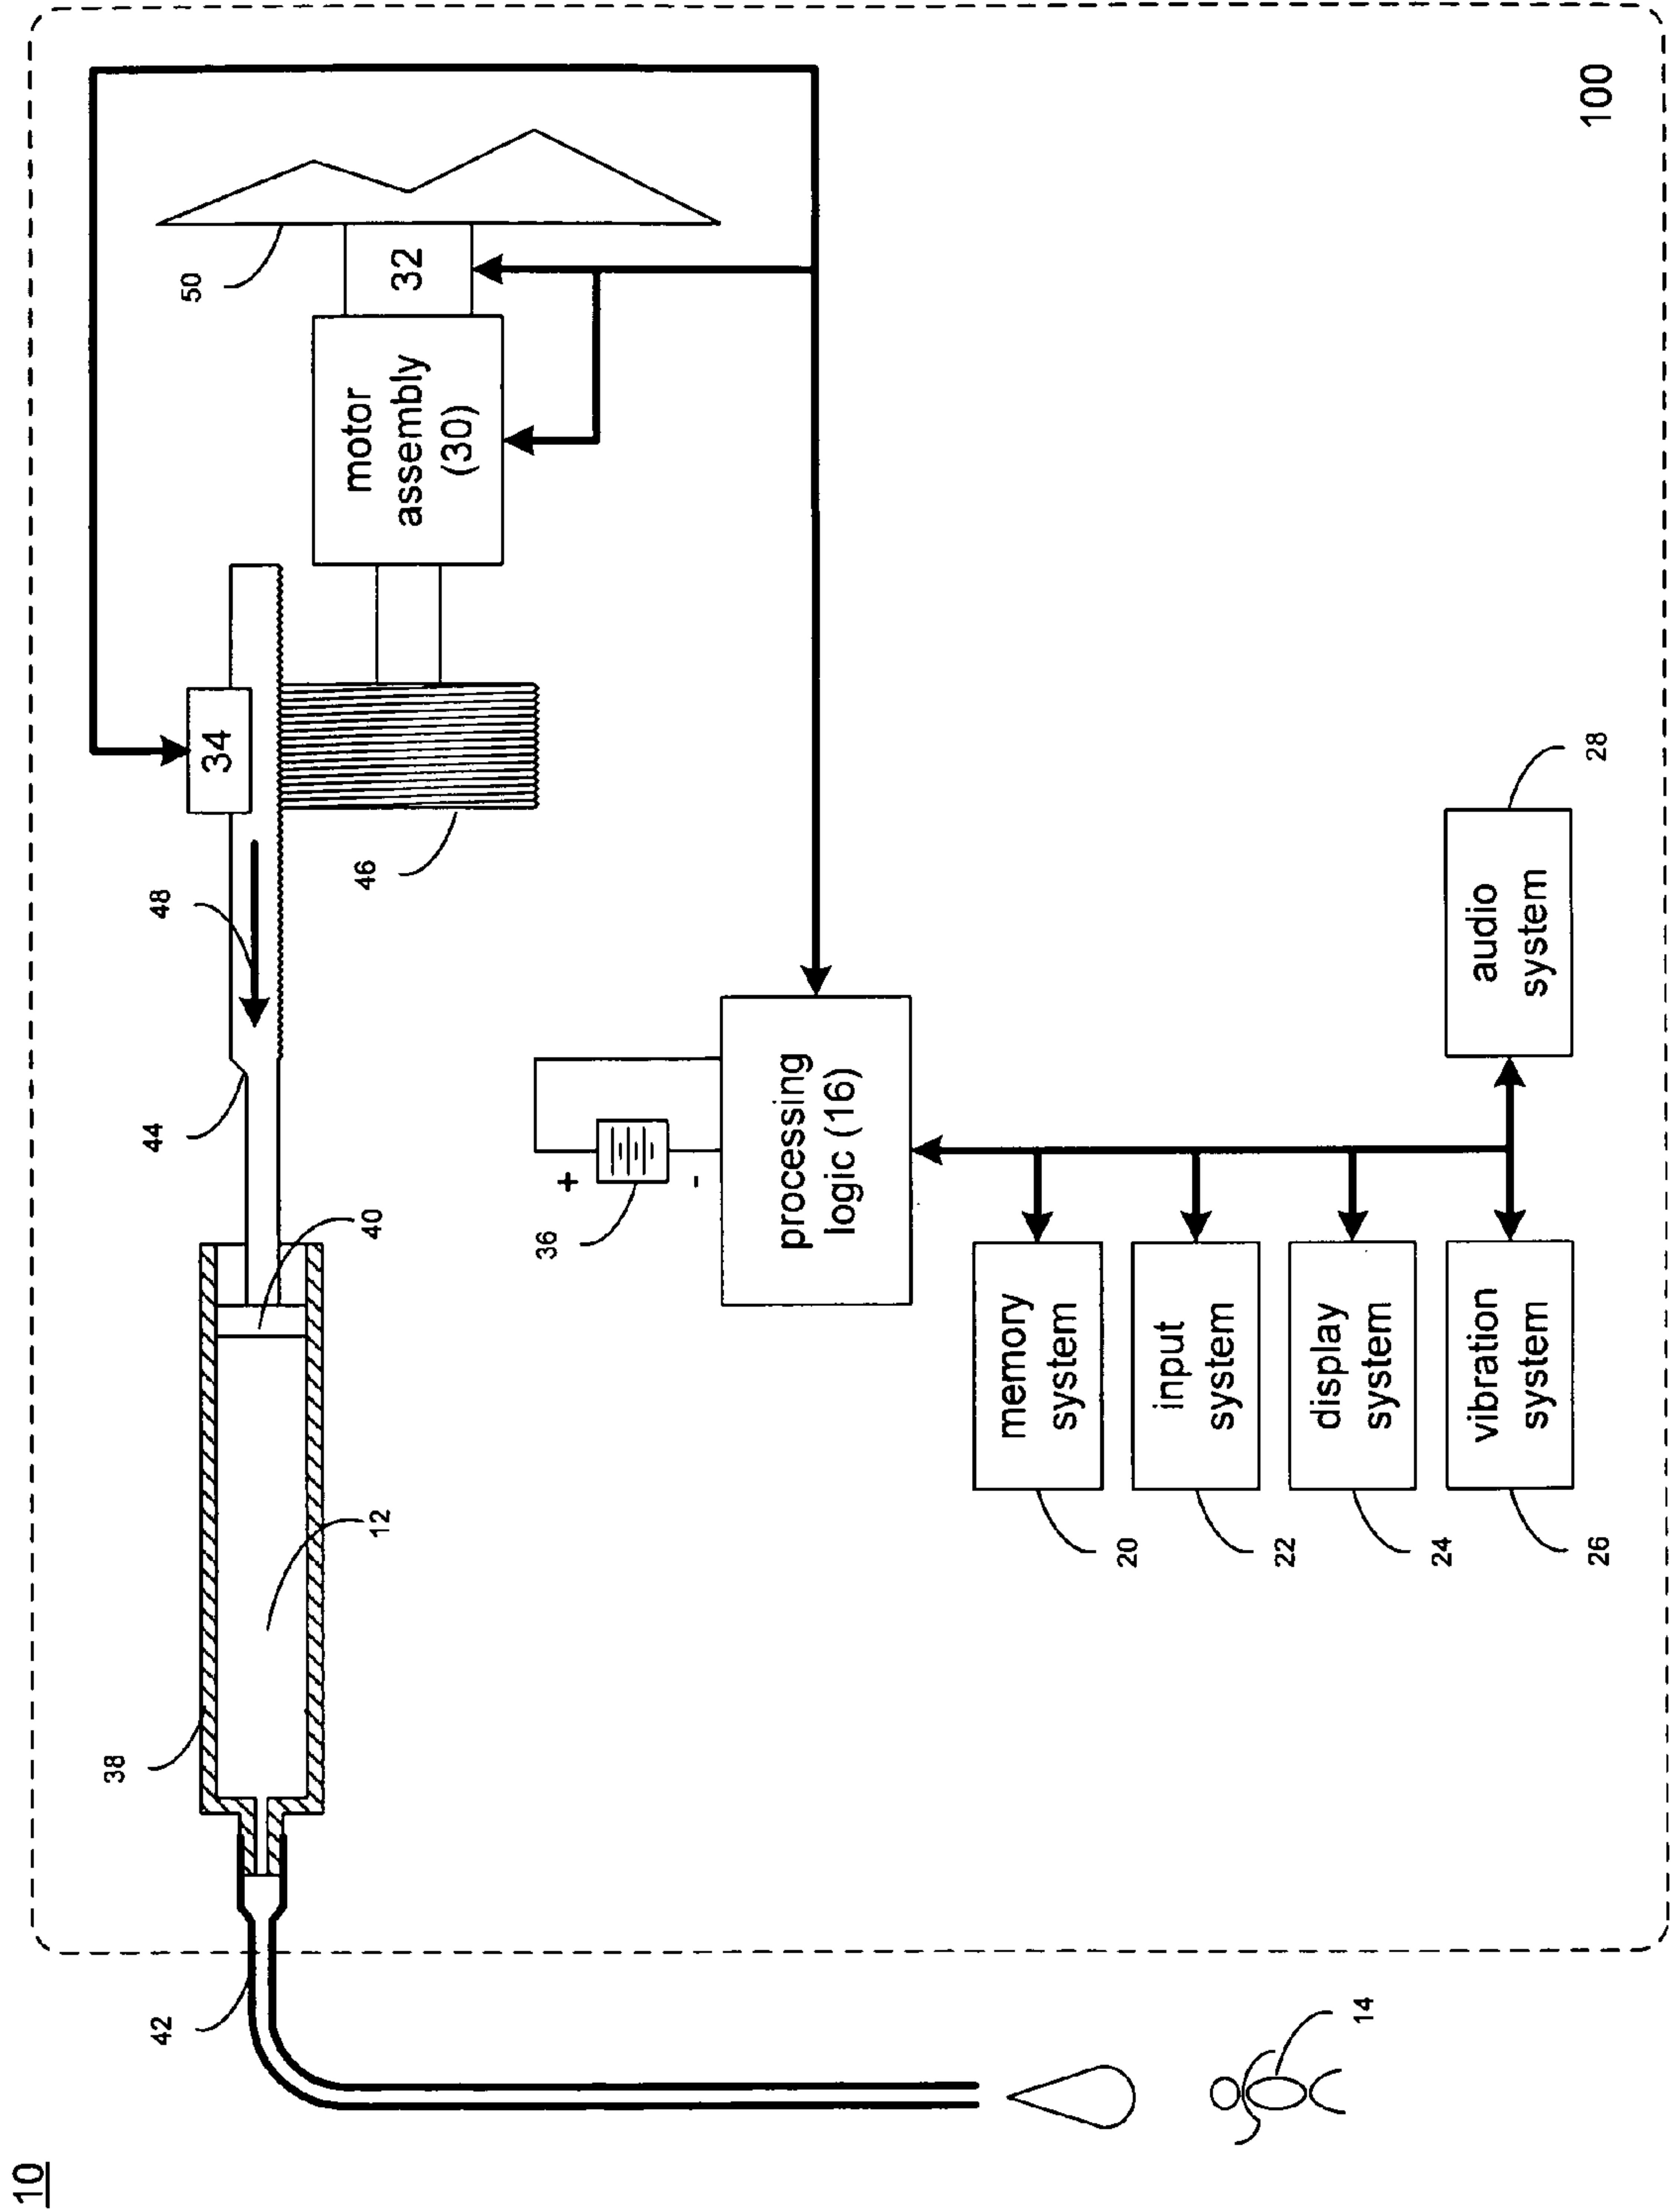 10
42
38
44
48
34
50
12
40
46
32
motor
assembly
(30)
36
+
-
processing
logic (16)
memory
system
20
input
system
22
14
display
system
24
vibration
system
26
audio
system
28
100